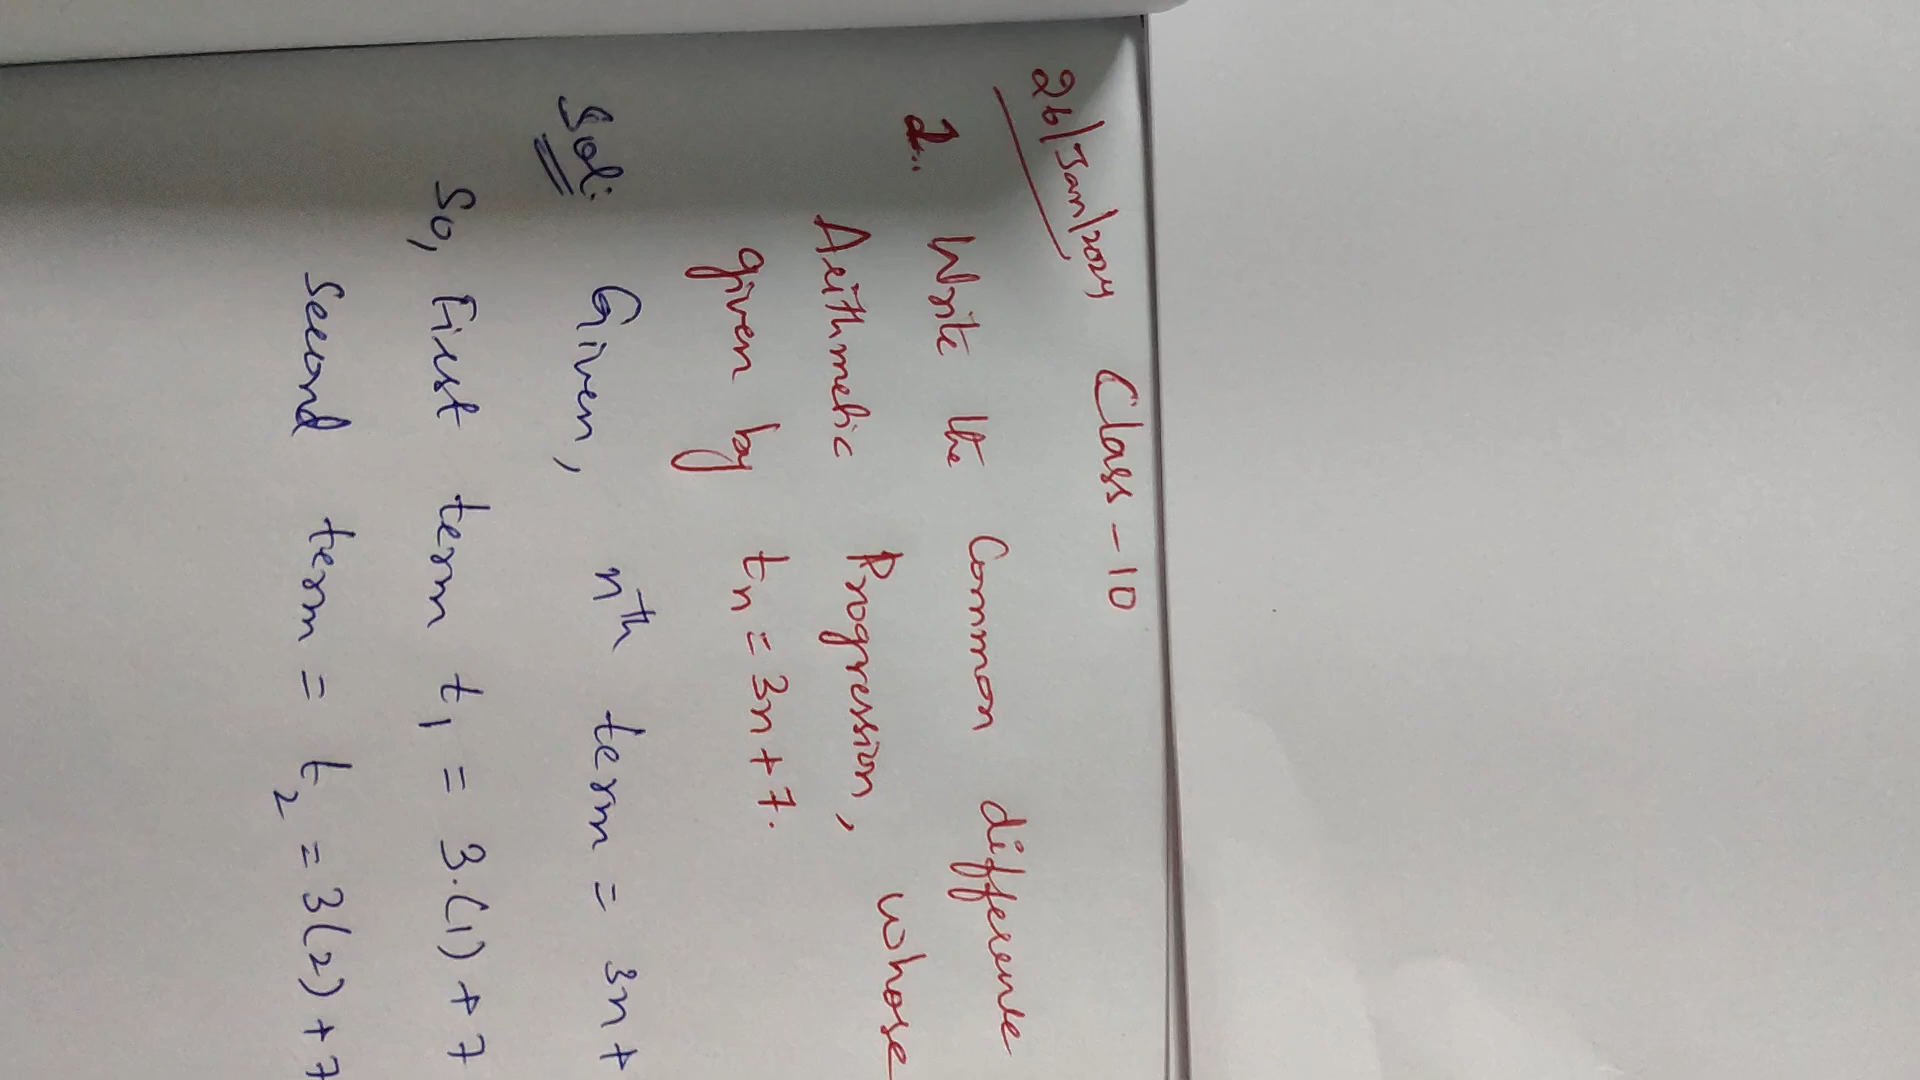 26/Jan/2024 Class - 10
1. Write the Common difference
Arithmetic Progression, whose
given by tn = 3n + 7.
Sol: Given, nth term = 3n +
So, First term t1 = 3.(1) + 7
Second term = t2 = 3(2) + 7